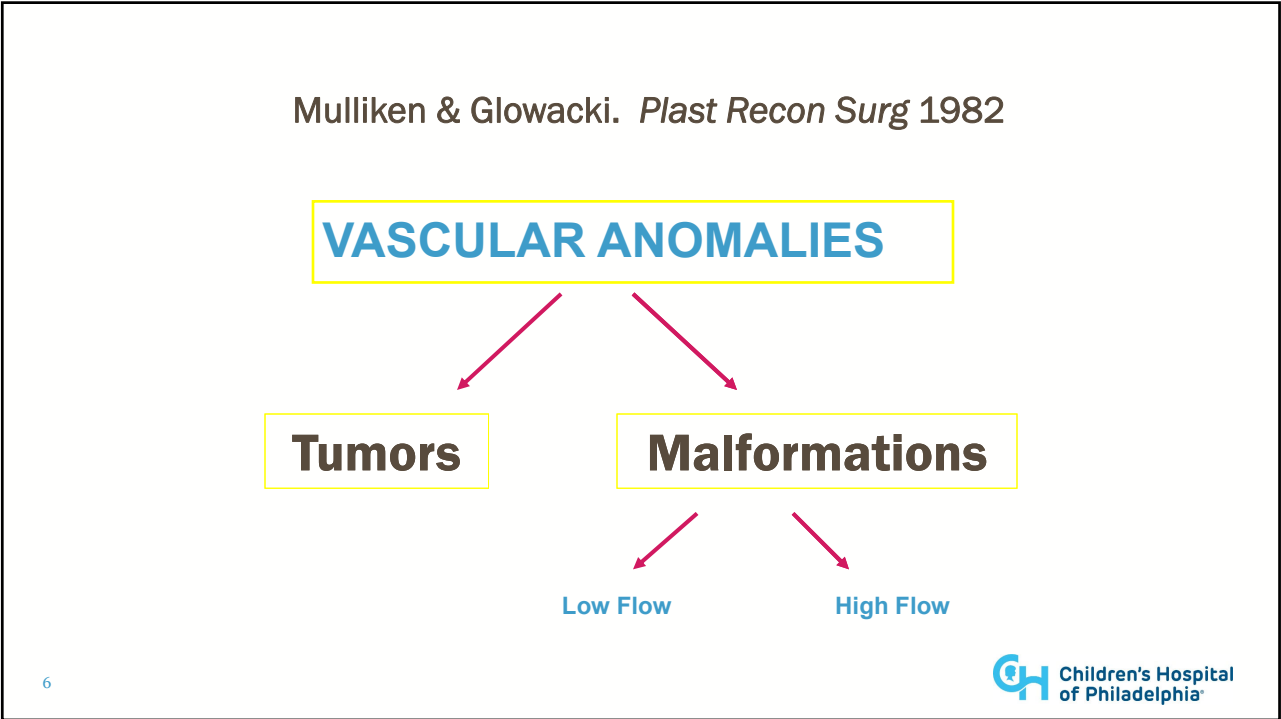 Mulliken & Glowacki. Plast Recon Surg 1982
VASCULAR ANOMALIES
Tumors
Malformations
Low Flow
High Flow
6
CH
Children's Hospital
of Philadelphia